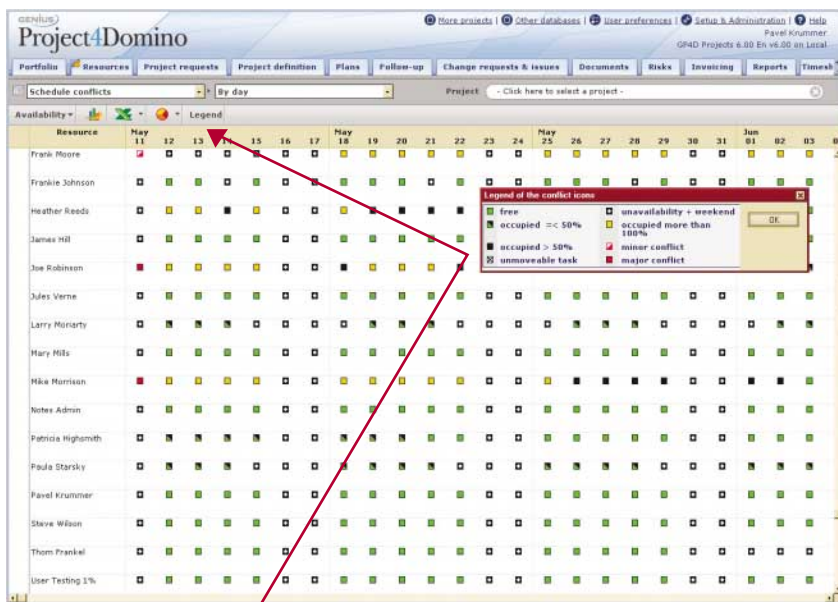 GENIUS
Project4Domino
More projects | Other databases | User preferences | Setup & Administration | Help
Pavel Krummer
GP4D Projects 6.00 En v6.00 on Local
Portfolio Resources Project requests Project definition Plans Follow-up Change requests & issues Documents Risks Invoicing Reports Timesh
Schedule conflicts By day Project - Click here to select a project -
Availability Legend
Resource May 11 12 13 14 15 16 17 May 18 19 20 21 22 23 24 May 25 26 27 28 29 30 31 Jun 01 02 03
Frank Moore
Frankie Johnson
Legend of the conflict icons
free unavailability + weekend
occupied =< 50% occupied more than 100%
occupied > 50% minor conflict
unmoveable task major conflict
OK
Heather Reeds
James Hill
Joe Robinson
Jules Verne
Larry Moriarty
Mary Mills
Mike Morrison
Notes Admin
Patricia Highsmith
Paula Starsky
Pavel Krummer
Steve Wilson
Thom Frankel
User Testing 1%